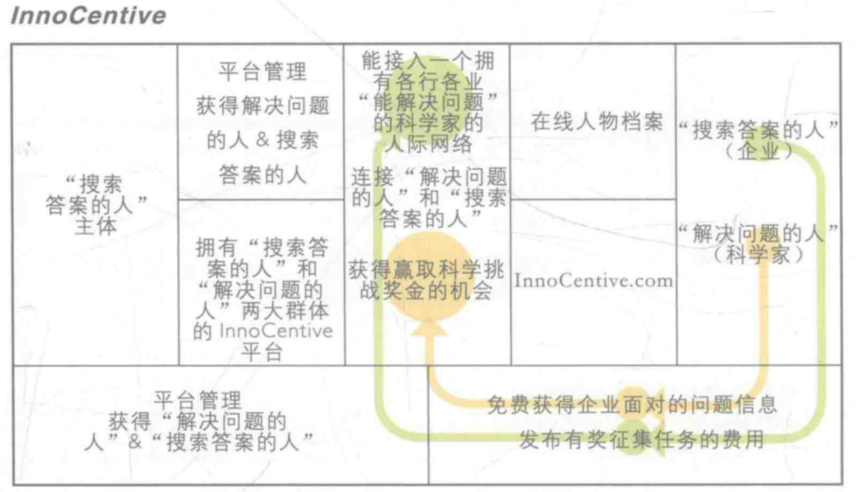 InnoCentive
“搜索
答案的人”
主体
平台管理
获得解决问题
的人 & 搜索
答案的人
拥有“搜索答
案的人”和
“解决问题的
人”两大群体
的 InnoCentive
平台
能接入一个拥
有各行各业
“能解决问题”
的科学家的
人际网络
连接“解决问题
的人”和“搜索
答案的人”
获得赢取科学挑
战奖金的机会
在线人物档案
InnoCentive.com
“搜索答案的人”
（企业）
“解决问题的人”
（科学家）
平台管理
获得“解决问题的
人”&“搜索答案的人”
免费获得企业面对的问题信息
发布有奖征集任务的费用